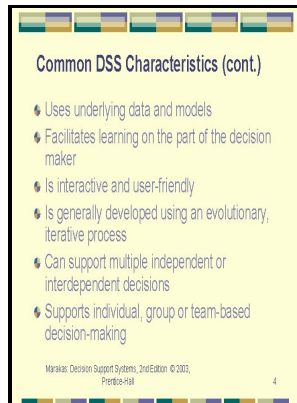 Common DSS Characteristics (cont.)
Uses underlying data and models
Facilitates learning on the part of the decision
maker
Is interactive and user-friendly
Is generally developed using an evolutionary,
iterative process
Can support multiple independent or
interdependent decisions
Supports individual, group or team-based
decision-making
Marakas: Decision Support Systems, 2nd Edition © 2003,
Prentice-Hall
4